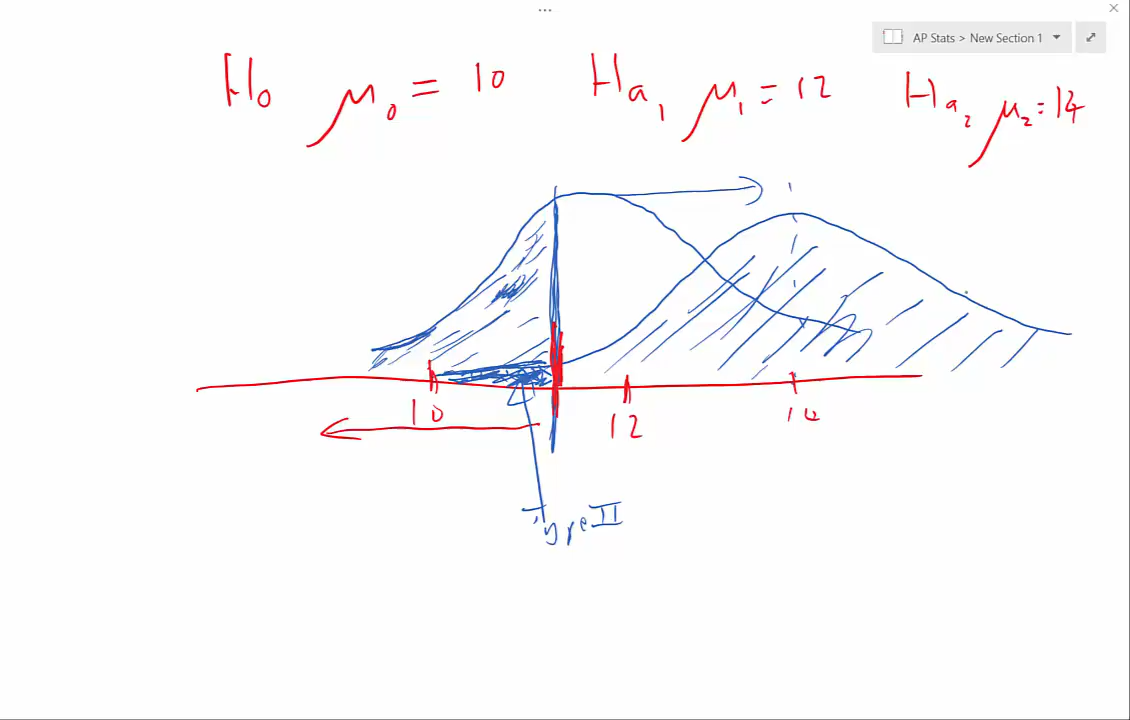 AP Stats > New Section 1
H₀ μ₀ = 10 Hₐ₁ μ₁ = 12 Hₐ₂ μ₂ = 14
10 12 14
Type II